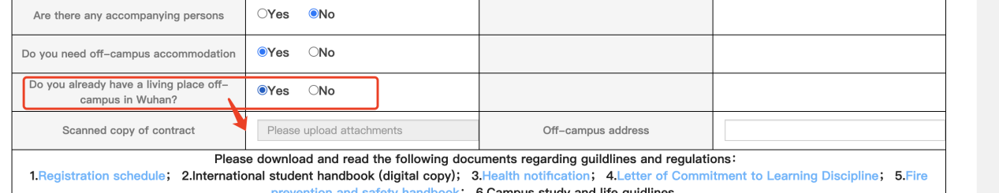 Are there any accompanying persons Yes No
Do you need off-campus accommodation Yes No
Do you already have a living place off-
campus in Wuhan? Yes No
Scanned copy of contract Please upload attachments Off-campus address
Please download and read the following documents regarding guildlines and regulations:
1.Registration schedule; 2.International student handbook (digital copy); 3.Health notification; 4.Letter of Commitment to Learning Discipline; 5.Fire
prevention and safety handbook; 6.Campus study and life guidlines